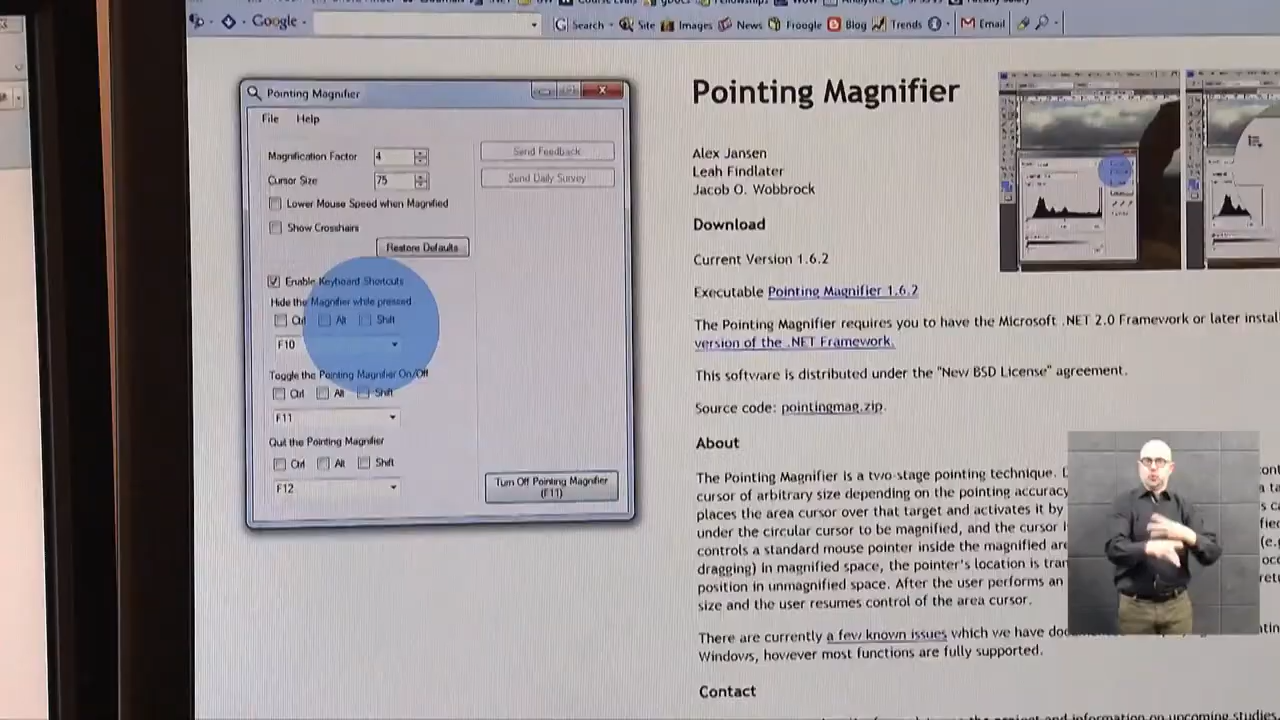 Google
Search Site Images News Froogle Blog Trends Email
Pointing Magnifier
File Help
Magnification Factor 4
Cursor Size 75
Lower Mouse Speed when Magnified
Show Crosshairs
Restore Defaults
Send Feedback
Send Daily Survey
Enable Keyboard Shortcuts
Hide the Magnifier while pressed
Ctrl Alt Shift
F10
Toggle the Pointing Magnifier On/Off
Ctrl Alt Shift
F11
Quit the Pointing Magnifier
Ctrl Alt Shift
F12
Turn Off Pointing Magnifier
(F11)
Pointing Magnifier
Alex Jansen
Leah Findlater
Jacob O. Wobbrock
Download
Current Version 1.6.2
Executable Pointing Magnifier 1.6.2
The Pointing Magnifier requires you to have the Microsoft .NET 2.0 Framework or later
version of the .NET Framework.
This software is distributed under the "New BSD License" agreement.
Source code: pointingmag.zip.
About
The Pointing Magnifier is a two-stage pointing technique.
cursor of arbitrary size depending on the pointing accuracy
places the area cursor over that target and activates it by
under the circular cursor to be magnified, and the cursor
controls a standard mouse pointer inside the magnified
dragging) in magnified space, the pointer's location is
position in unmagnified space. After the user performs an
size and the user resumes control of the area cursor.
There are currently a few known issues which we have
Windows, however most functions are fully supported.
Contact
and information on upcoming studies